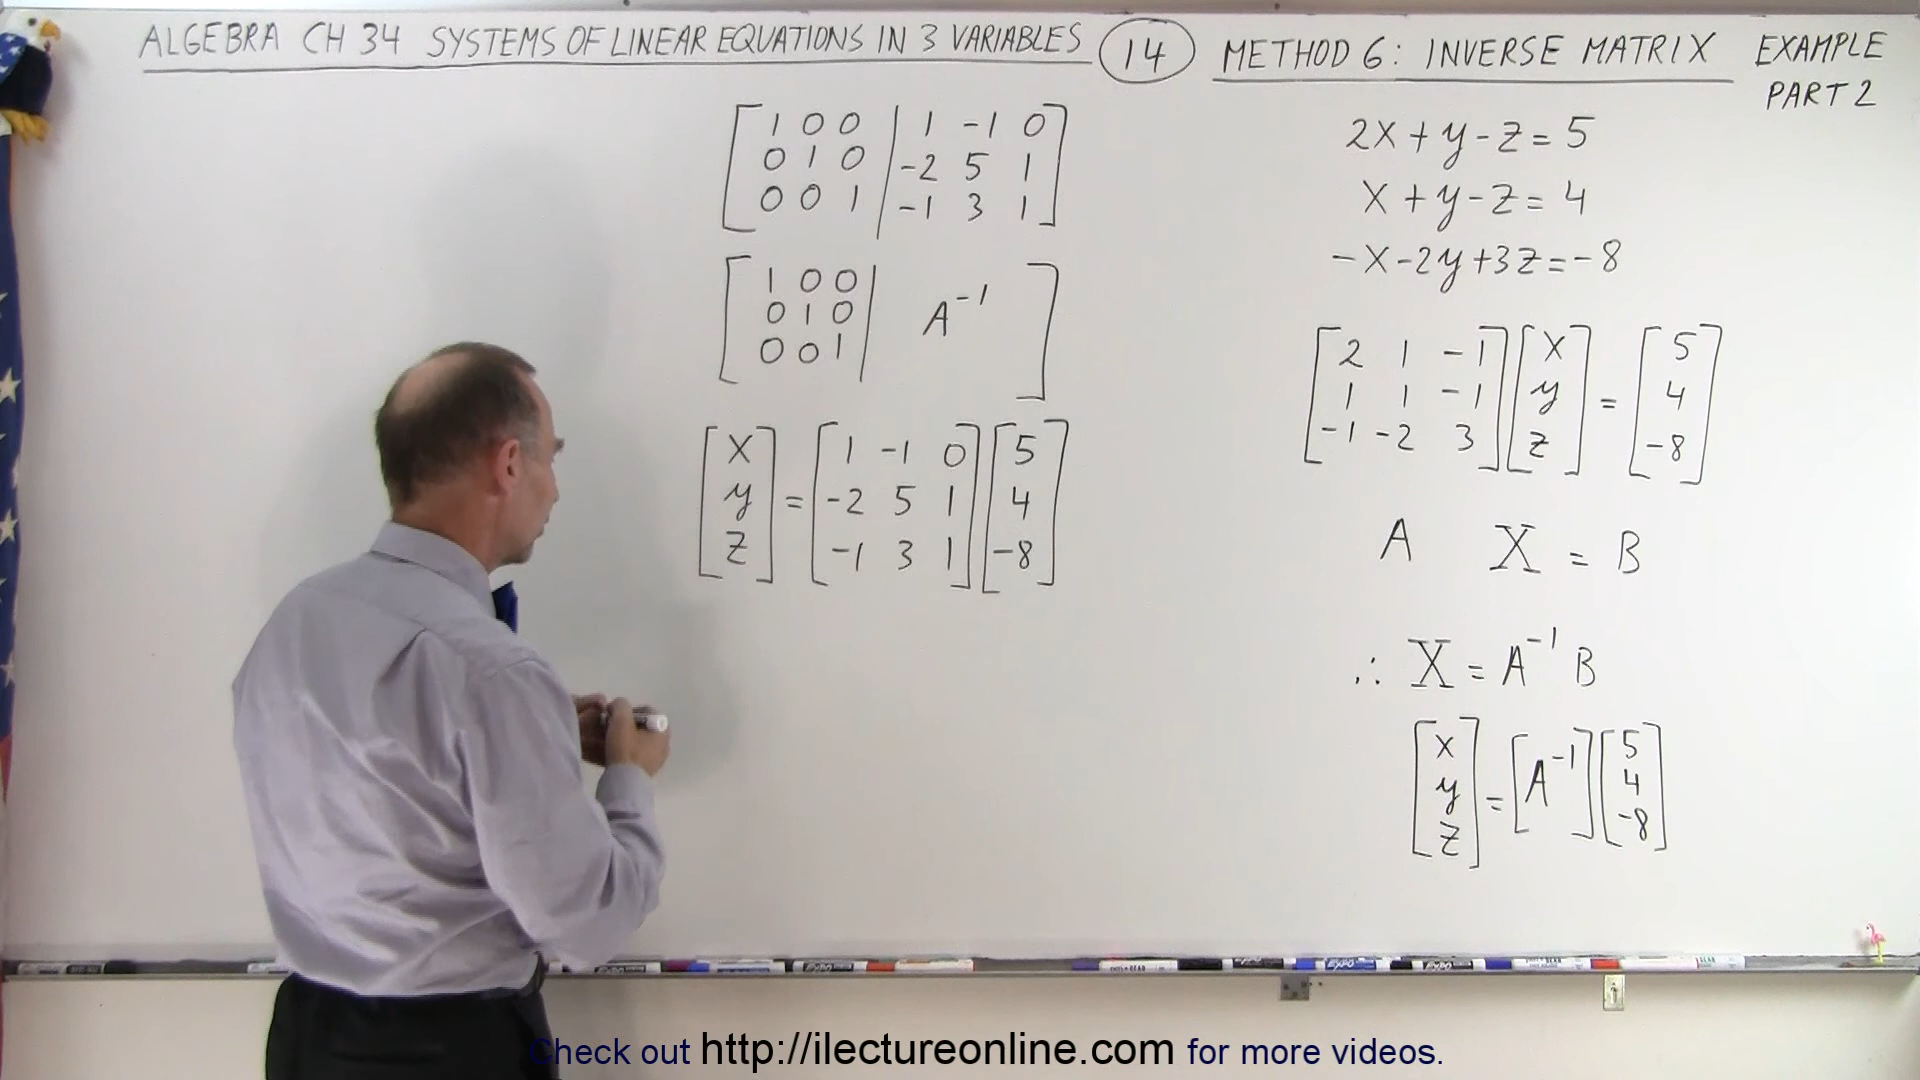 ALGEBRA CH 34 SYSTEMS OF LINEAR EQUATIONS IN 3 VARIABLES 14 METHOD 6: INVERSE MATRIX EXAMPLE
PART 2
1 0 0 | 1 -1 0
0 1 0 | -2 5 1
0 0 1 | -1 3 1
1 0 0 |
0 1 0 | A⁻¹
0 0 1 |
x 1 -1 0 5
y = -2 5 1 4
z -1 3 1 -8
2x + y - z = 5
x + y - z = 4
-x - 2y + 3z = -8
2 1 -1 x 5
1 1 -1 y = 4
-1 -2 3 z -8
A X = B
∴ X = A⁻¹ B
x 5
y = A⁻¹ 4
z -8
Check out http://ilectureonline.com for more videos.